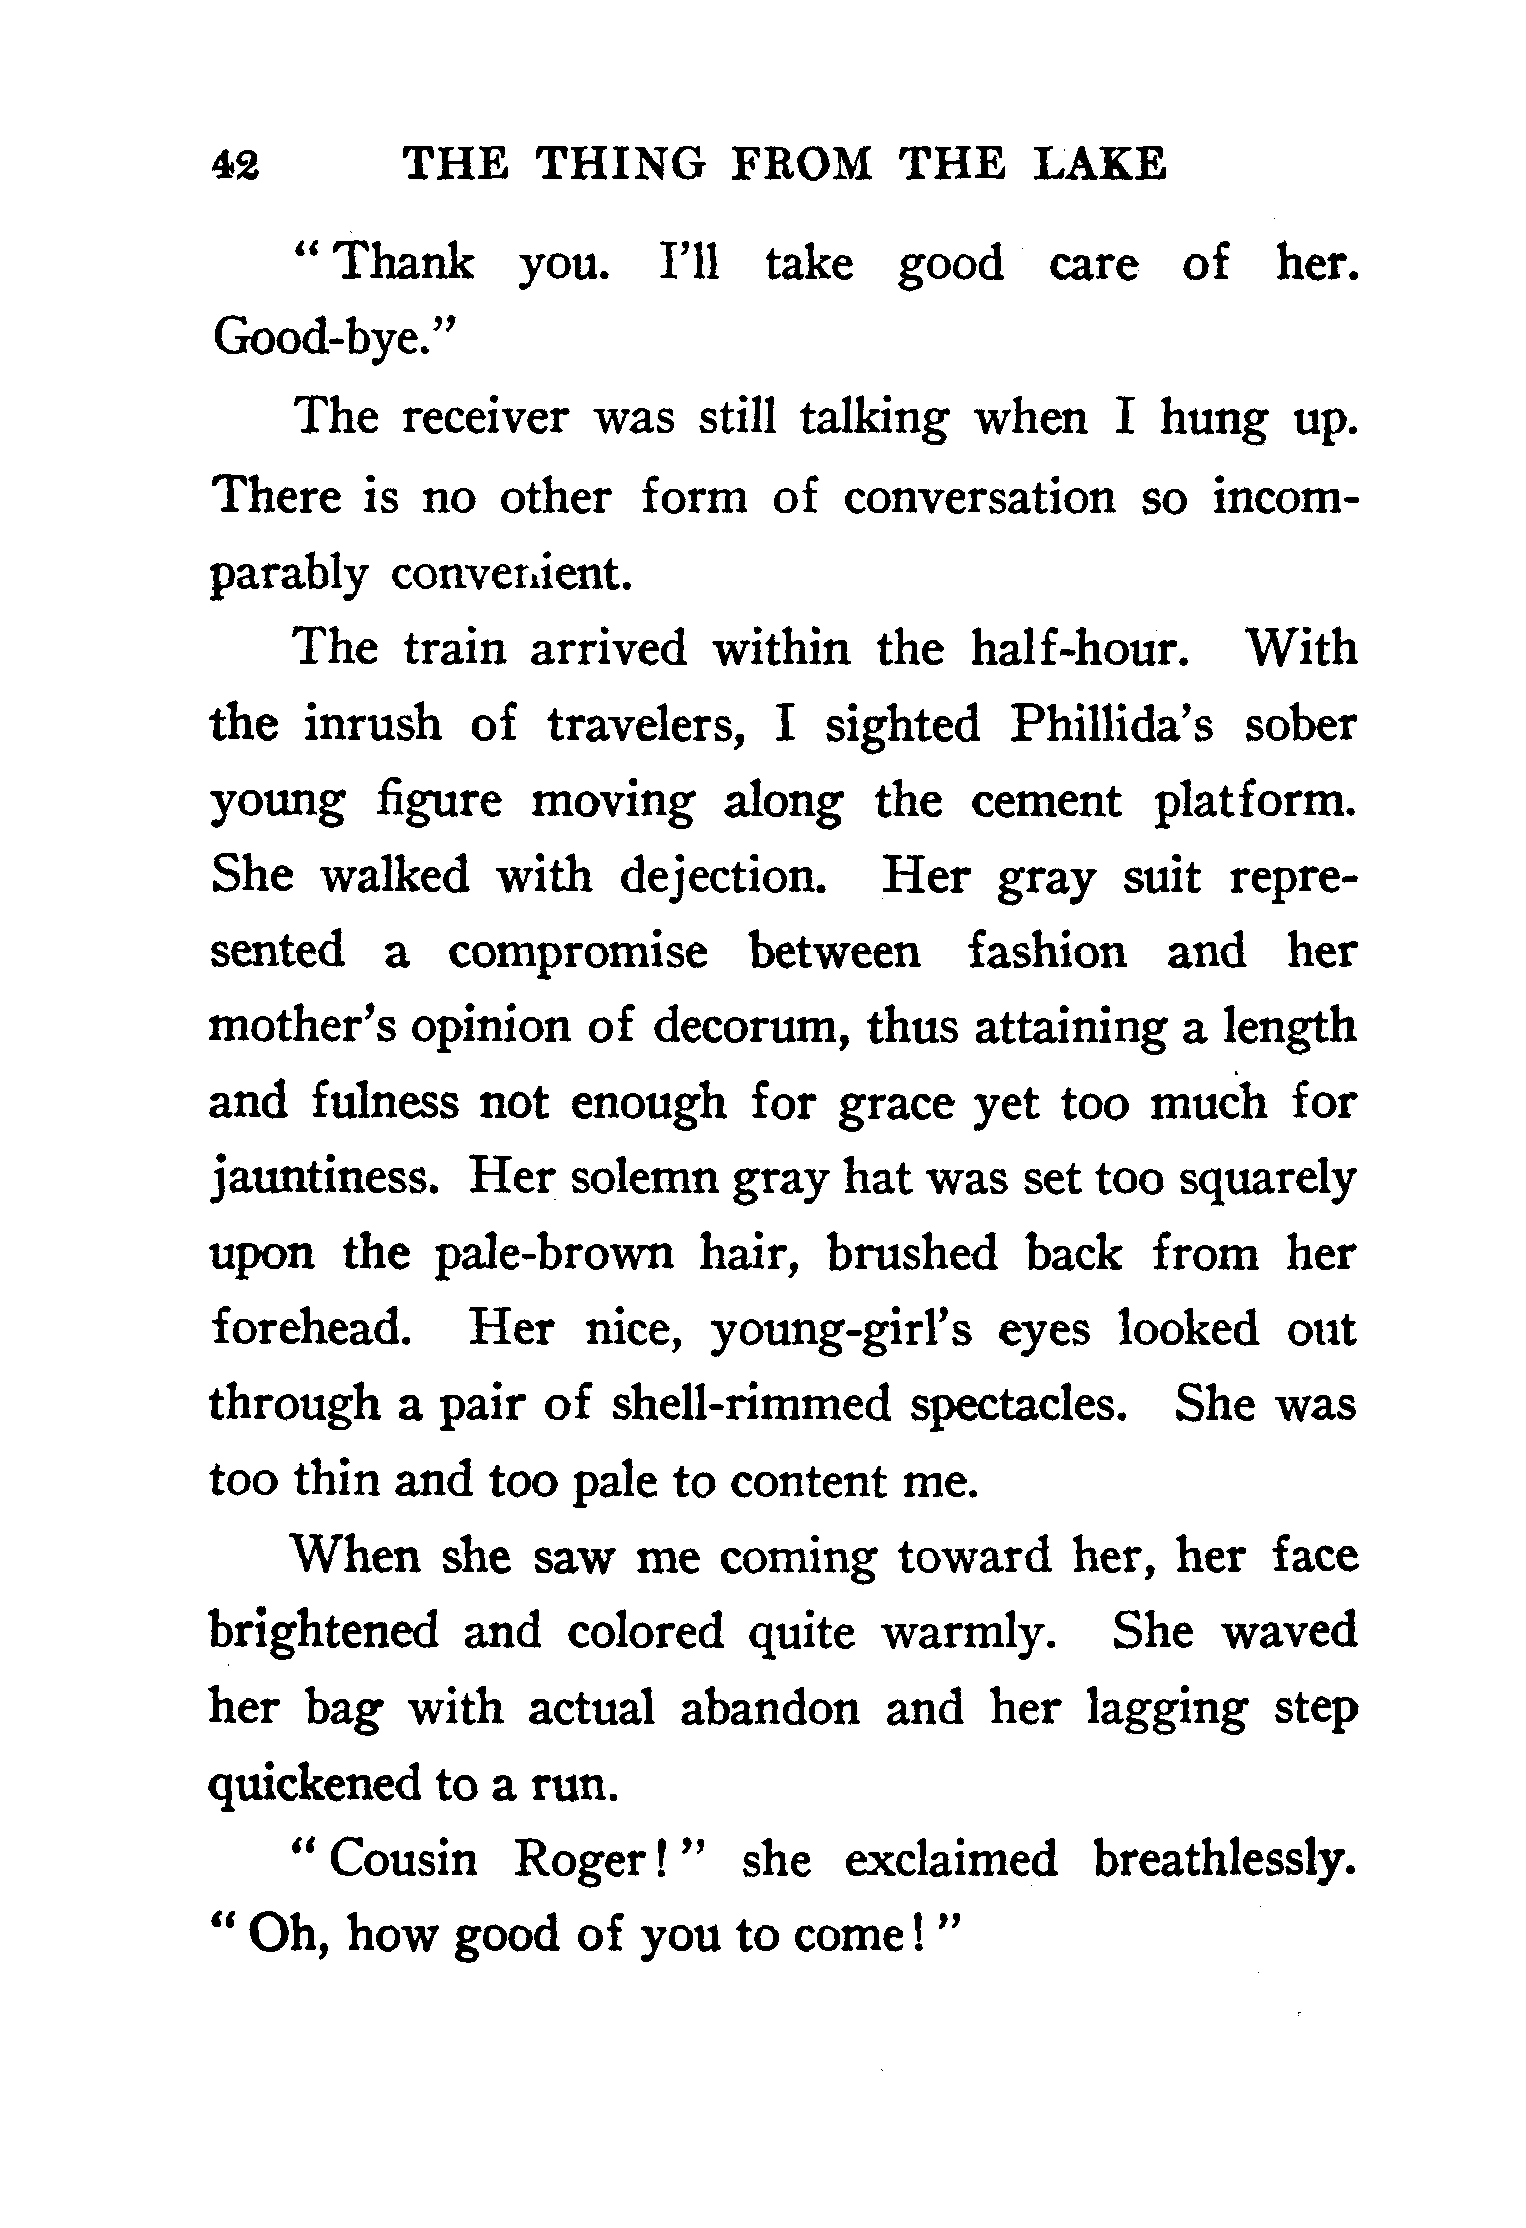 42 THE THING FROM THE LAKE
“Thank you. I’ll take good care of her.
Good-bye.”
The receiver was still talking when I hung up.
There is no other form of conversation so incom-
parably convenient.
The train arrived within the half-hour. With
the inrush of travelers, I sighted Phillida’s sober
young figure moving along the cement platform.
She walked with dejection. Her gray suit repre-
sented a compromise between fashion and her
mother’s opinion of decorum, thus attaining a length
and fulness not enough for grace yet too much for
jauntiness. Her solemn gray hat was set too squarely
upon the pale-brown hair, brushed back from her
forehead. Her nice, young-girl’s eyes looked out
through a pair of shell-rimmed spectacles. She was
too thin and too pale to content me.
When she saw me coming toward her, her face
brightened and colored quite warmly. She waved
her bag with actual abandon and her lagging step
quickened to a run.
“Cousin Roger!” she exclaimed breathlessly.
“Oh, how good of you to come!”